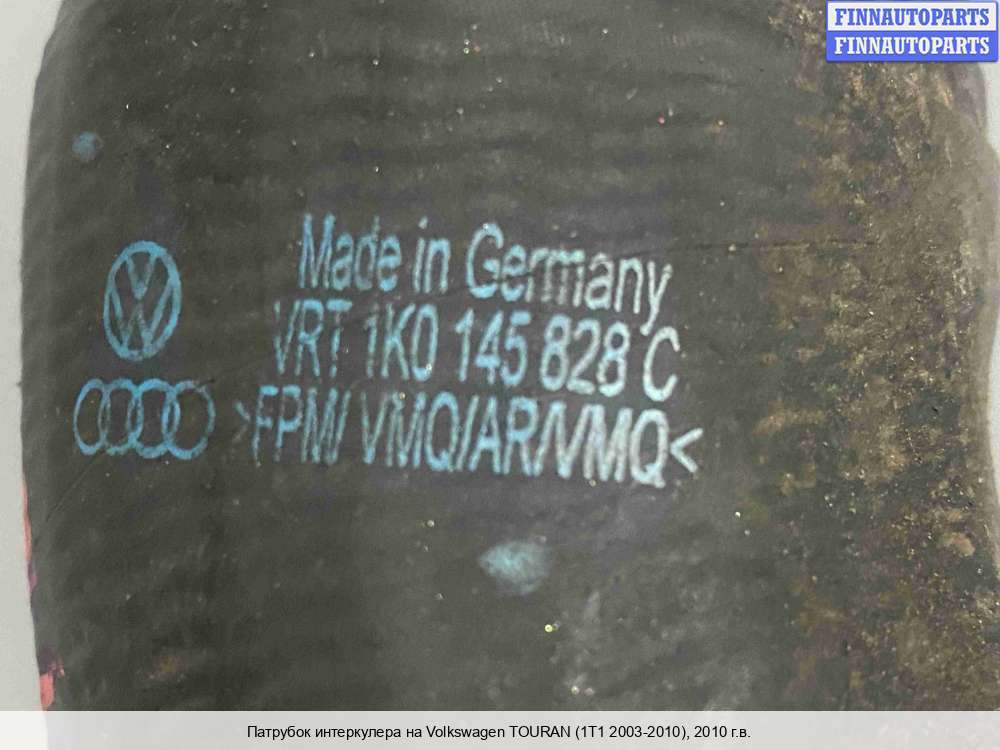 FINNAUTOPARTS
FINNAUTOPARTS
Made in Germany
VRT 1K0 145 828 C
>FPM/ VMQ/AR/VMQ<
Патрубок интеркулера на Volkswagen TOURAN (1T1 2003-2010), 2010 г.в.